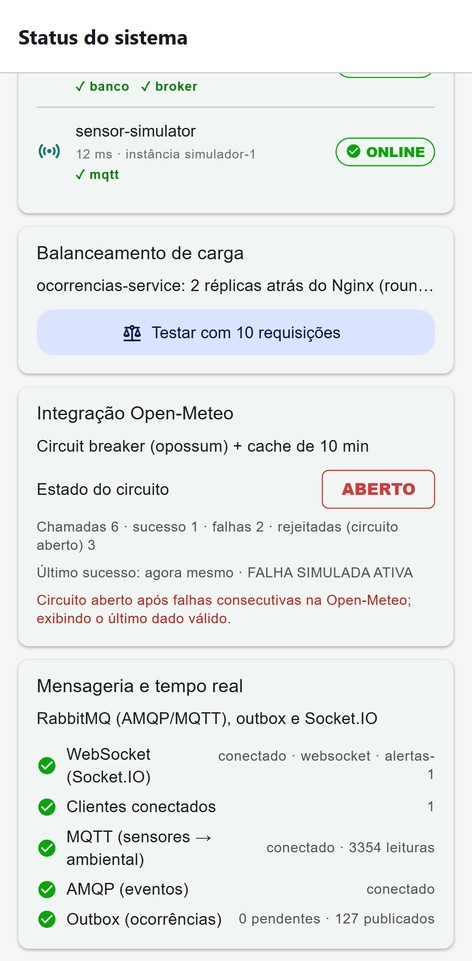 Status do sistema
✓ banco ✓ broker
sensor-simulator
12 ms · instância simulador-1
ONLINE
✓ mqtt
Balanceamento de carga
ocorrencias-service: 2 réplicas atrás do Nginx (roun…
Testar com 10 requisições
Integração Open-Meteo
Circuit breaker (opossum) + cache de 10 min
Estado do circuito
ABERTO
Chamadas 6 · sucesso 1 · falhas 2 · rejeitadas (circuito
aberto) 3
Último sucesso: agora mesmo · FALHA SIMULADA ATIVA
Circuito aberto após falhas consecutivas na Open-Meteo;
exibindo o último dado válido.
Mensageria e tempo real
RabbitMQ (AMQP/MQTT), outbox e Socket.IO
WebSocket
(Socket.IO)
conectado · websocket · alertas-
1
Clientes conectados
1
MQTT (sensores →
ambiental)
conectado · 3354 leituras
AMQP (eventos)
conectado
Outbox (ocorrências)
0 pendentes · 127 publicados